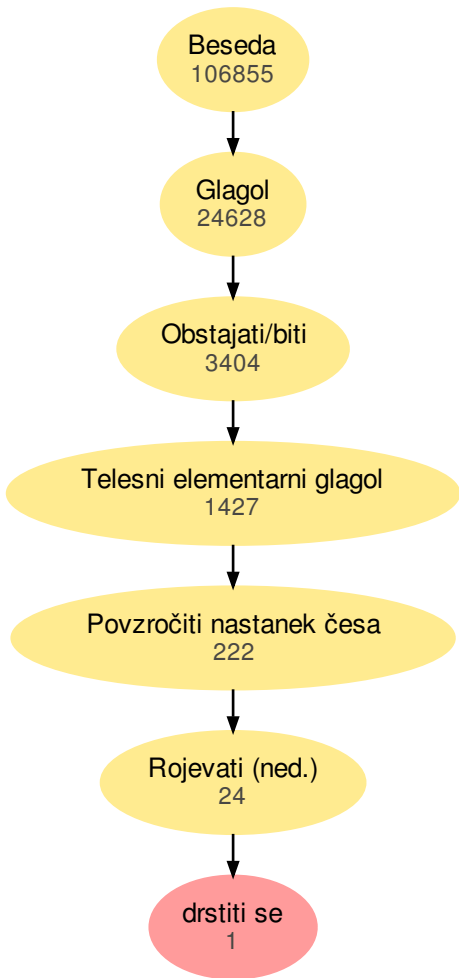 Beseda
106855
Glagol
24628
Obstajati/biti
3404
Telesni elementarni glagol
1427
Povzročiti nastanek česa
222
Rojevati (ned.)
24
drstiti se
1